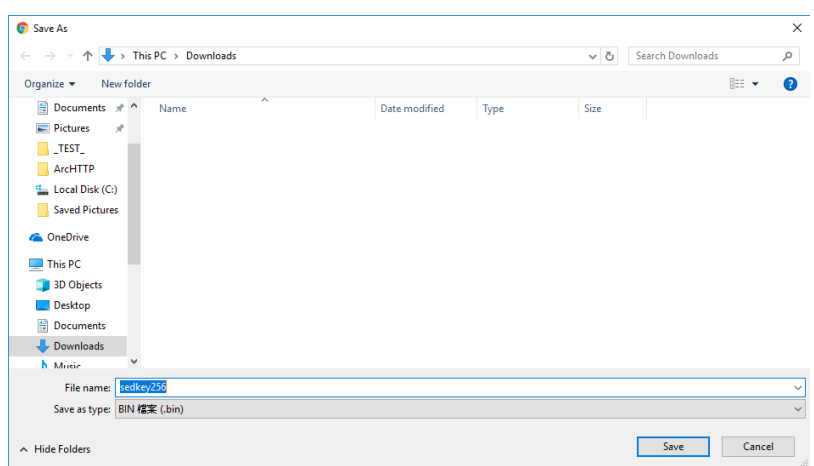 Save As
This PC > Downloads
Search Downloads
Organize
New folder
?
Name
Date modified
Type
Size
Documents
Pictures
_TEST_
ArcHTTP
Local Disk (C:)
Saved Pictures
OneDrive
This PC
3D Objects
Desktop
Documents
Downloads
Music
File name: sedkey256
Save as type: BIN 檔案 (.bin)
Hide Folders
Save
Cancel